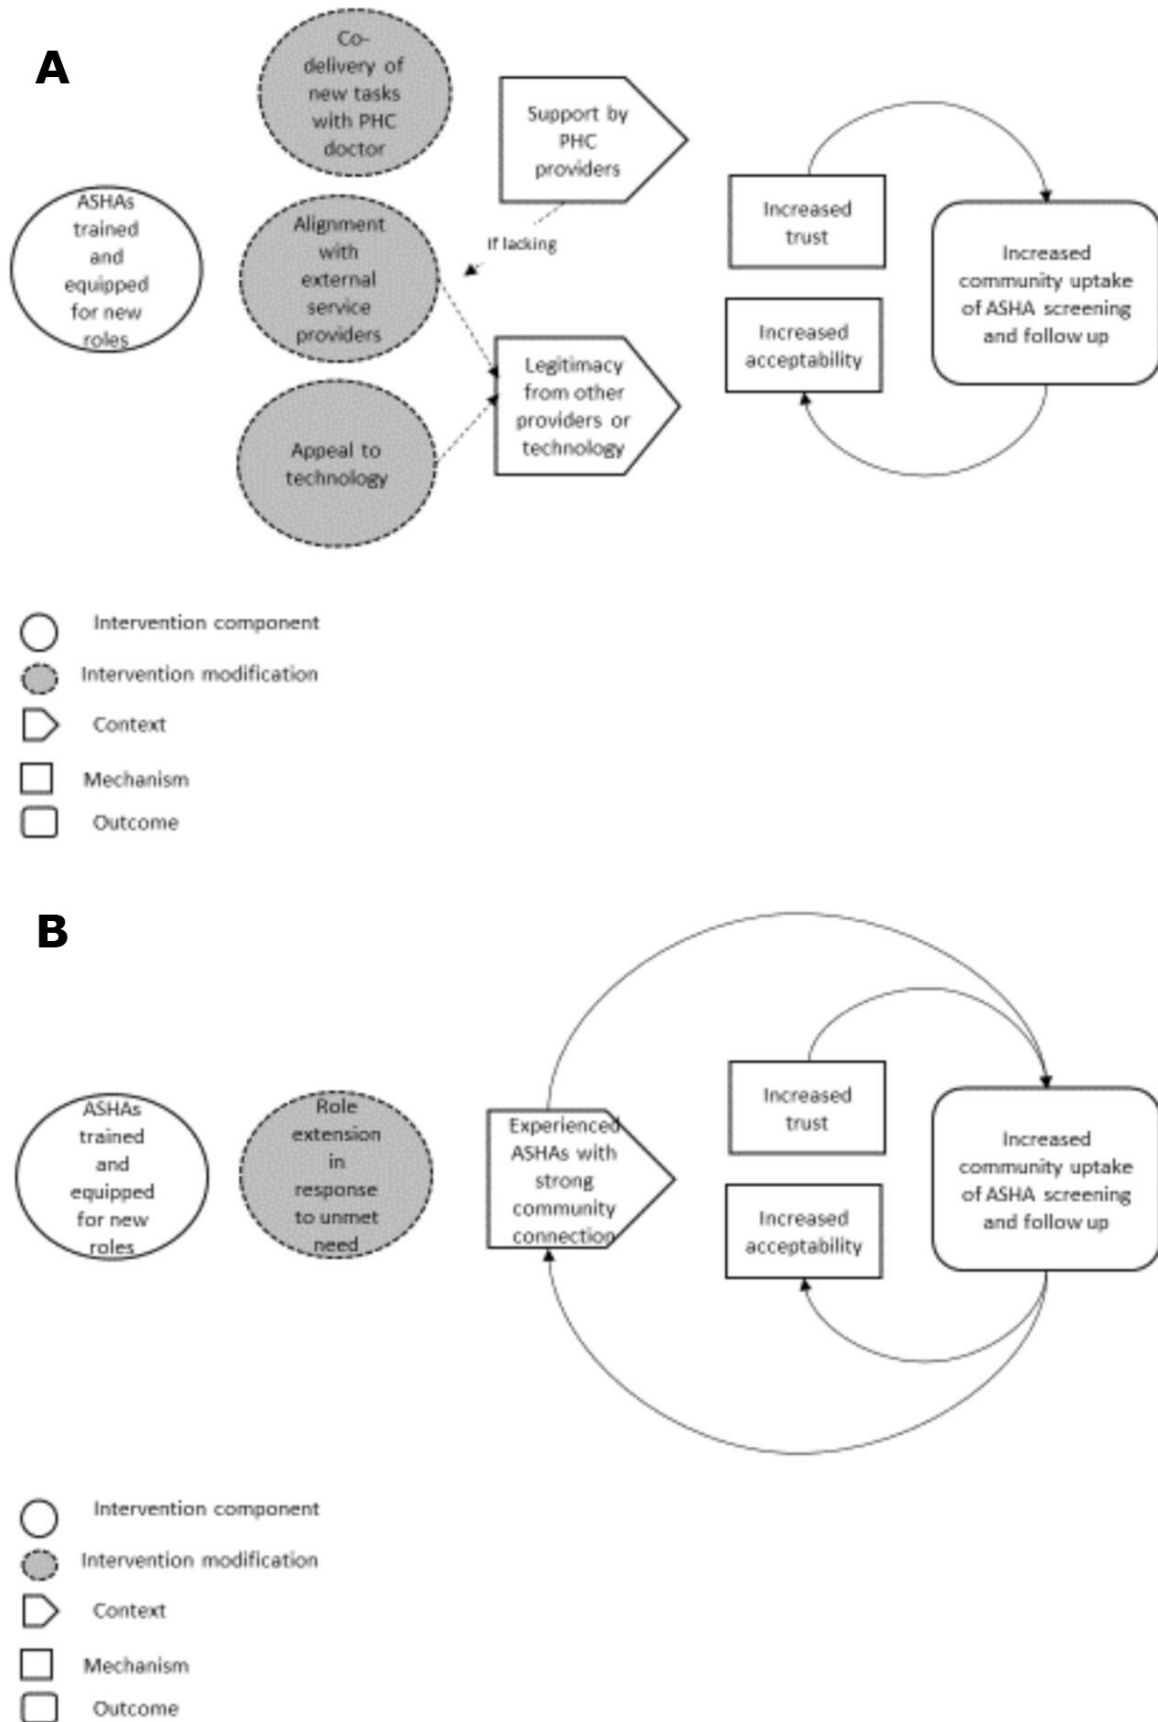 A
Co-
delivery of
new tasks
with PHC
doctor
Support by
PHC
providers
ASHAs
trained
and
equipped
for new
roles
Alignment
with
external
service
providers
If lacking
Increased
trust
Increased
community uptake
of ASHA screening
and follow up
Increased
acceptability
Legitimacy
from other
providers or
technology
Appeal to
technology
Intervention component
Intervention modification
Context
Mechanism
Outcome
B
ASHAs
trained
and
equipped
for new
roles
Role
extension
in
response
to unmet
need
Experienced
ASHAs with
strong
community
connection
Increased
trust
Increased
acceptability
Increased
community uptake
of ASHA screening
and follow up
Intervention component
Intervention modification
Context
Mechanism
Outcome